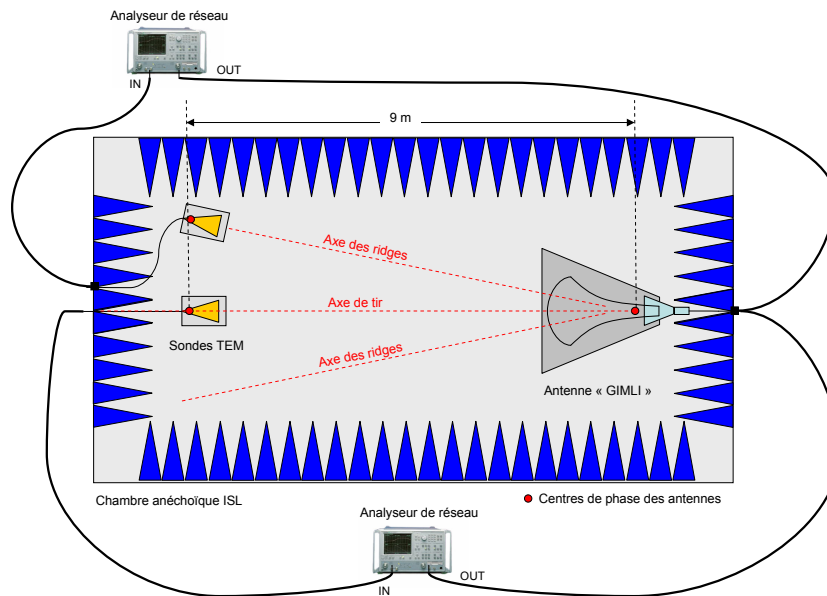 Analyseur de réseau
IN
OUT
9 m
Axe des ridges
Axe de tir
Axe des ridges
Sondes TEM
Antenne « GIMLI »
Chambre anéchoïque ISL
Centres de phase des antennes
Analyseur de réseau
IN
OUT